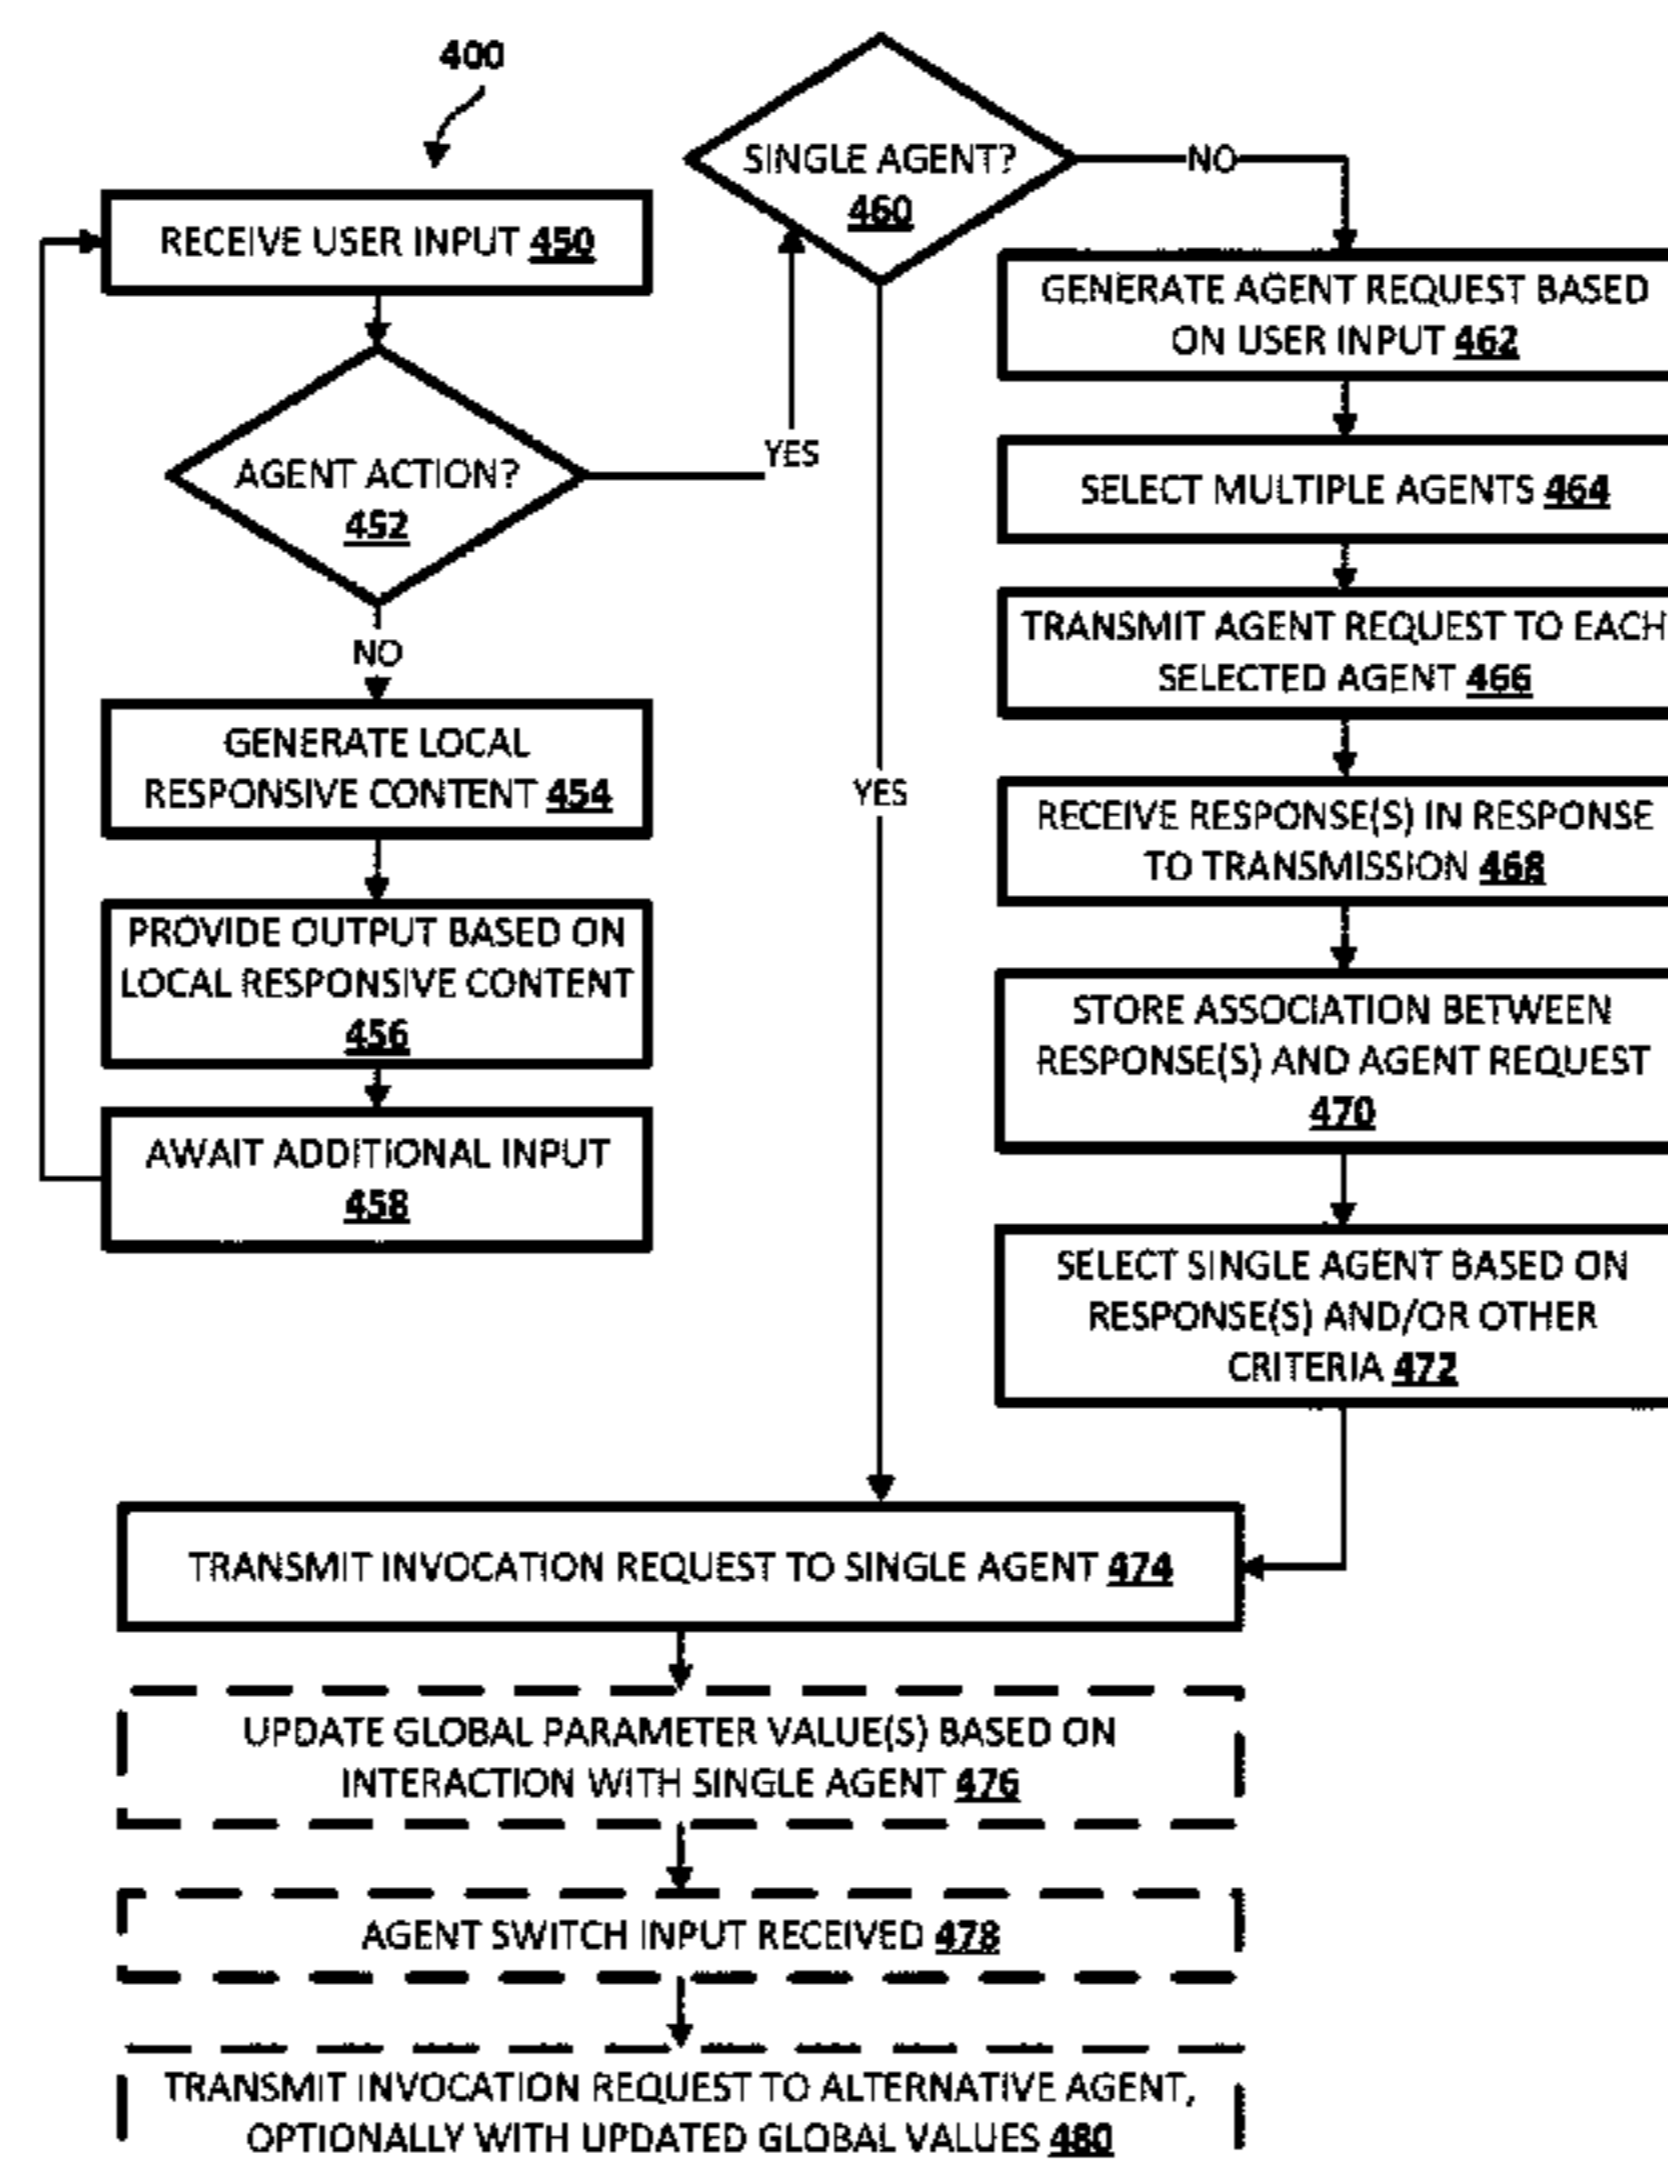 400
RECEIVE USER INPUT 450
AGENT ACTION?
452
YES
NO
GENERATE LOCAL
RESPONSIVE CONTENT 454
PROVIDE OUTPUT BASED ON
LOCAL RESPONSIVE CONTENT
456
AWAIT ADDITIONAL INPUT
458
SINGLE AGENT?
460
NO
YES
GENERATE AGENT REQUEST BASED
ON USER INPUT 462
SELECT MULTIPLE AGENTS 464
TRANSMIT AGENT REQUEST TO EACH
SELECTED AGENT 466
RECEIVE RESPONSE(S) IN RESPONSE
TO TRANSMISSION 468
STORE ASSOCIATION BETWEEN
RESPONSE(S) AND AGENT REQUEST
470
SELECT SINGLE AGENT BASED ON
RESPONSE(S) AND/OR OTHER
CRITERIA 472
TRANSMIT INVOCATION REQUEST TO SINGLE AGENT 474
UPDATE GLOBAL PARAMETER VALUE(S) BASED ON
INTERACTION WITH SINGLE AGENT 476
AGENT SWITCH INPUT RECEIVED 478
TRANSMIT INVOCATION REQUEST TO ALTERNATIVE AGENT,
OPTIONALLY WITH UPDATED GLOBAL VALUES 480